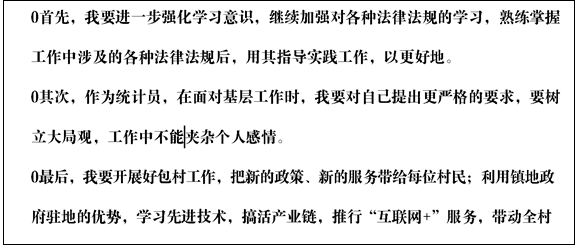 0首先，我要进一步强化学习意识，继续加强对各种法律法规的学习，熟练掌握
工作中涉及的各种法律法规后，用其指导实践工作，以更好地。
0其次，作为统计员，在面对基层工作时，我要对自己提出更严格的要求，要树
立大局观，工作中不能夹杂个人感情。
0最后，我要开展好包村工作，把新的政策、新的服务带给每位村民；利用镇地政
府驻地的优势，学习先进技术，搞活产业链，推行“互联网+”服务，带动全村